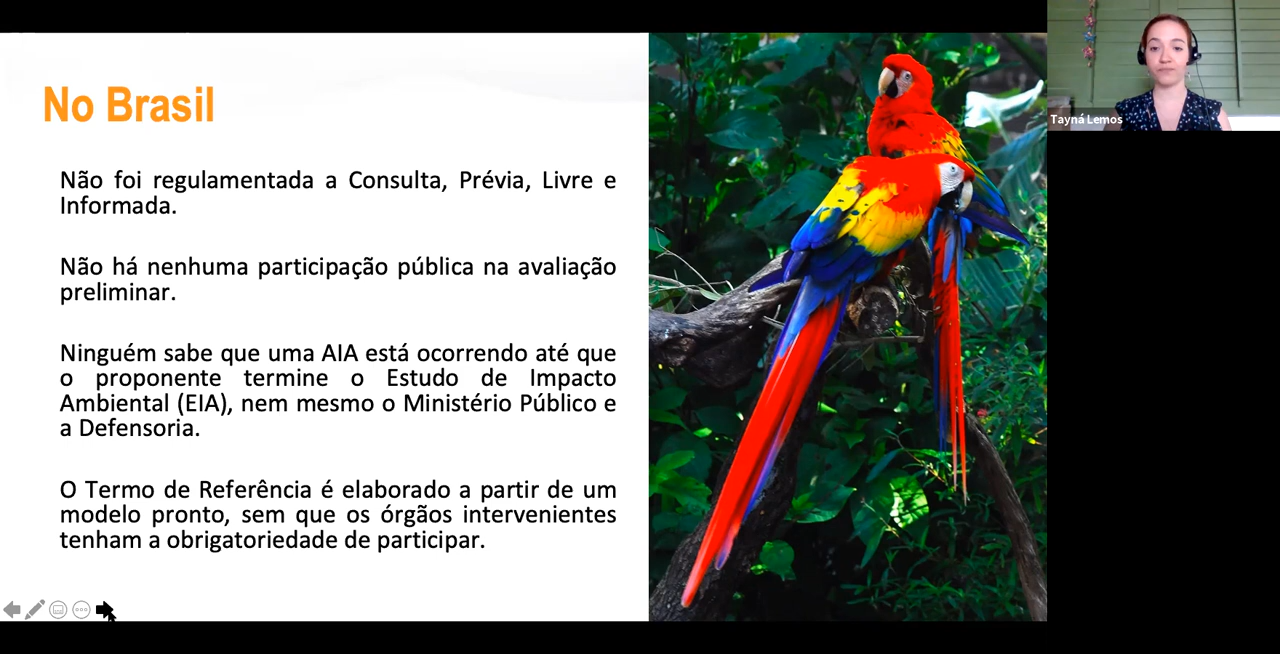 No Brasil
Não foi regulamentada a Consulta, Prévia, Livre e
Informada.
Não há nenhuma participação pública na avaliação
preliminar.
Ninguém sabe que uma AIA está ocorrendo até que
o proponente termine o Estudo de Impacto
Ambiental (EIA), nem mesmo o Ministério Público e
a Defensoria.
O Termo de Referência é elaborado a partir de um
modelo pronto, sem que os órgãos intervenientes
tenham a obrigatoriedade de participar.
Tayná Lemos